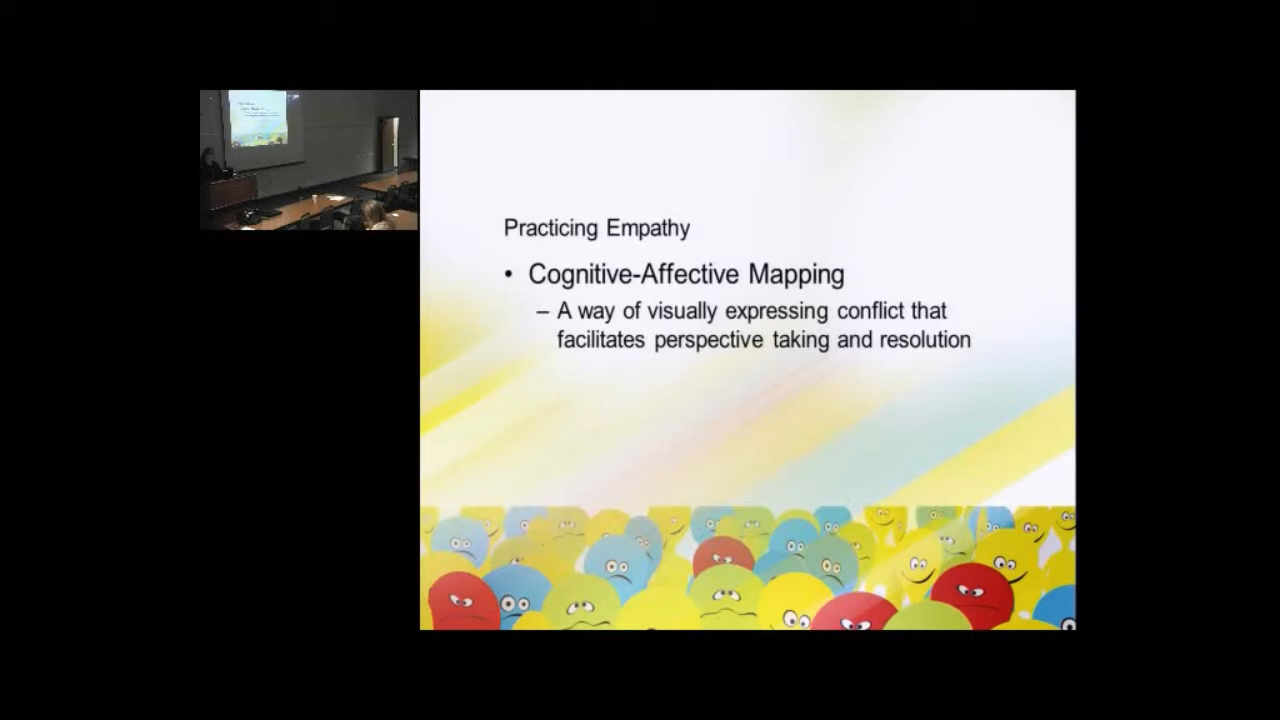 Practicing Empathy
• Cognitive-Affective Mapping
– A way of visually expressing conflict that
facilitates perspective taking and resolution